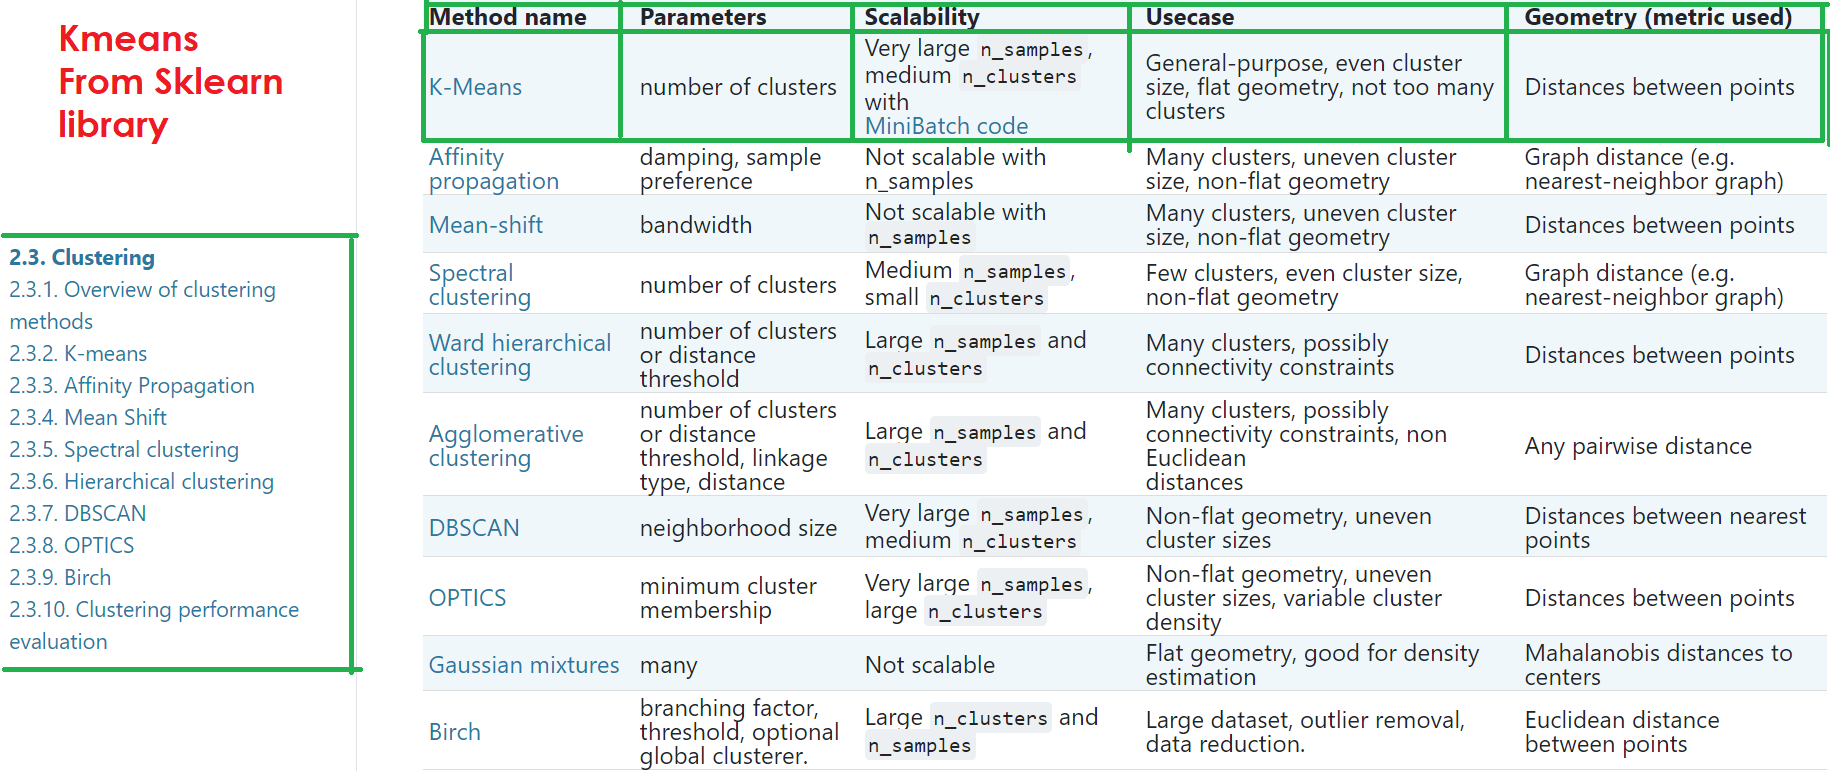 Kmeans
From Sklearn
library
2.3. Clustering
2.3.1. Overview of clustering
methods
2.3.2. K-means
2.3.3. Affinity Propagation
2.3.4. Mean Shift
2.3.5. Spectral clustering
2.3.6. Hierarchical clustering
2.3.7. DBSCAN
2.3.8. OPTICS
2.3.9. Birch
2.3.10. Clustering performance
evaluation
Method name
Parameters
Scalability
Usecase
Geometry (metric used)
K-Means
number of clusters
Very large n_samples,
medium n_clusters
with
MiniBatch code
General-purpose, even cluster
size, flat geometry, not too many
clusters
Distances between points
Affinity
propagation
damping, sample
preference
Not scalable with
n_samples
Many clusters, uneven cluster
size, non-flat geometry
Graph distance (e.g.
nearest-neighbor graph)
Mean-shift
bandwidth
Not scalable with
n_samples
Many clusters, uneven cluster
size, non-flat geometry
Distances between points
Spectral
clustering
number of clusters
Medium n_samples,
small n_clusters
Few clusters, even cluster size,
non-flat geometry
Graph distance (e.g.
nearest-neighbor graph)
Ward hierarchical
clustering
number of clusters
or distance
threshold
Large n_samples and
n_clusters
Many clusters, possibly
connectivity constraints
Distances between points
Agglomerative
clustering
number of clusters
or distance
threshold, linkage
type, distance
Large n_samples and
n_clusters
Many clusters, possibly
connectivity constraints, non
Euclidean
distances
Any pairwise distance
DBSCAN
neighborhood size
Very large n_samples,
medium n_clusters
Non-flat geometry, uneven
cluster sizes
Distances between nearest
points
OPTICS
minimum cluster
membership
Very large n_samples,
large n_clusters
Non-flat geometry, uneven
cluster sizes, variable cluster
density
Distances between points
Gaussian mixtures
many
Not scalable
Flat geometry, good for density
estimation
Mahalanobis distances to
centers
Birch
branching factor,
threshold, optional
global clusterer.
Large n_clusters and
n_samples
Large dataset, outlier removal,
data reduction.
Euclidean distance
between points